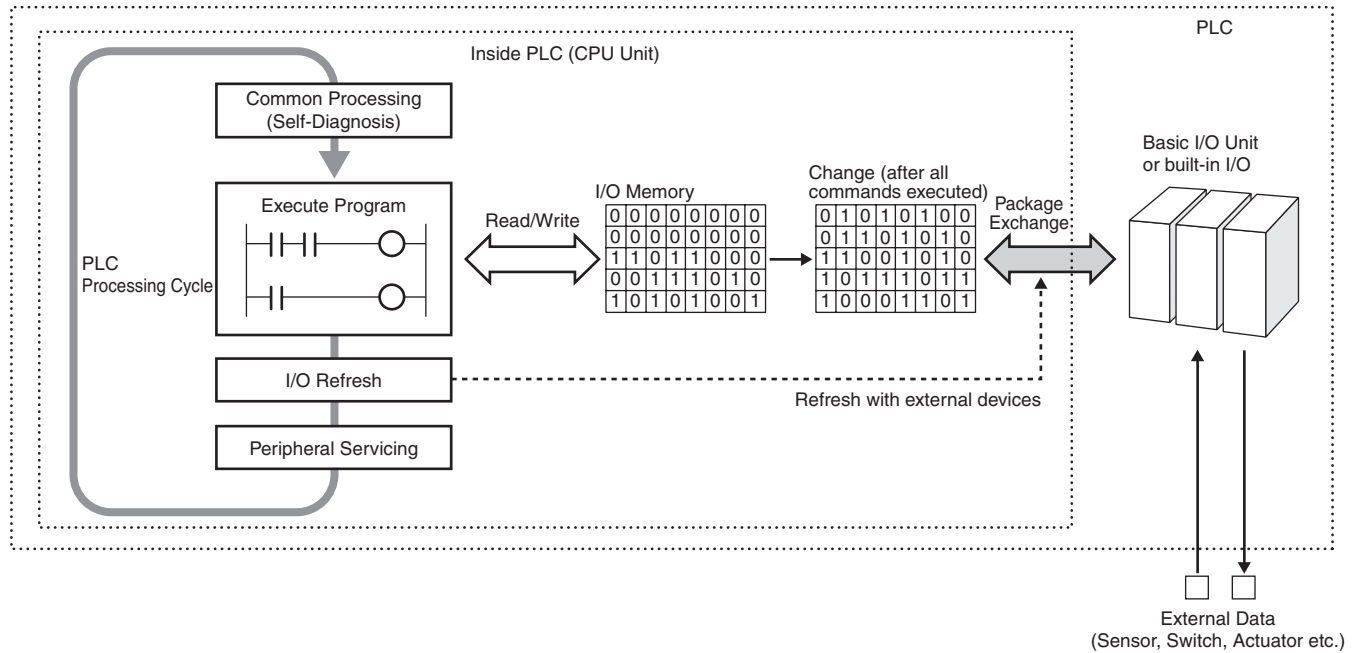 PLC
Inside PLC (CPU Unit)
Common Processing
(Self-Diagnosis)
Execute Program
PLC
Processing Cycle
I/O Refresh
Peripheral Servicing
Read/Write
I/O Memory
0 0 0 0 0 0 0 0
0 0 0 0 0 0 0 0
1 1 0 1 1 0 0 0
0 0 1 1 1 0 1 0
1 0 1 0 1 0 0 1
Change (after all
commands executed)
0 1 0 1 0 1 0 0
0 1 1 0 1 0 1 0
1 1 0 0 1 0 1 0
1 0 1 1 1 0 1 1
1 0 0 0 1 1 0 1
Package
Exchange
Refresh with external devices
Basic I/O Unit
or built-in I/O
External Data
(Sensor, Switch, Actuator etc.)